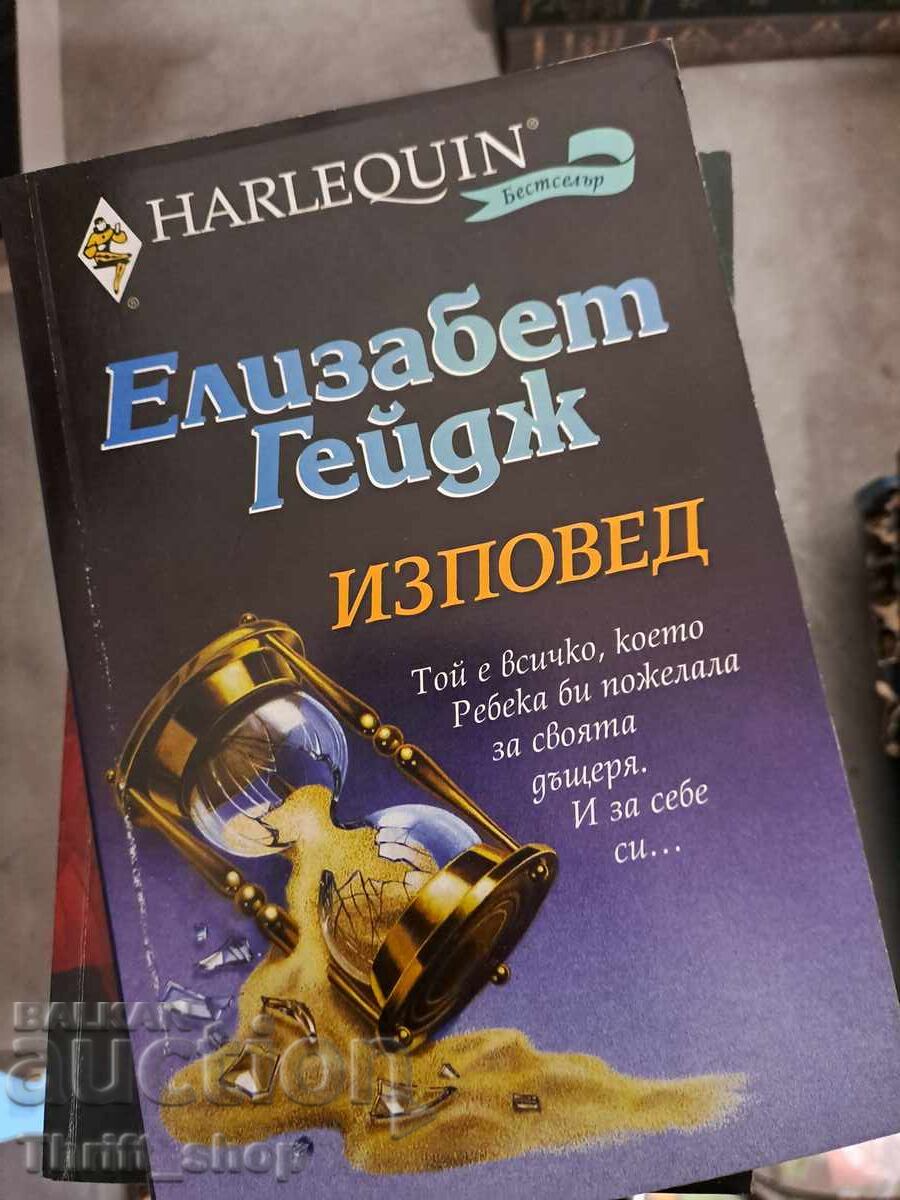 HARLEQUIN®
Бестселър
®
Елизабет
Гейдж
ИЗПОВЕД
Той е всичко, което
Ребека би пожелала
за своята
дъщеря.
И за себе
си...
BALKAN
auction
Thrift_shop